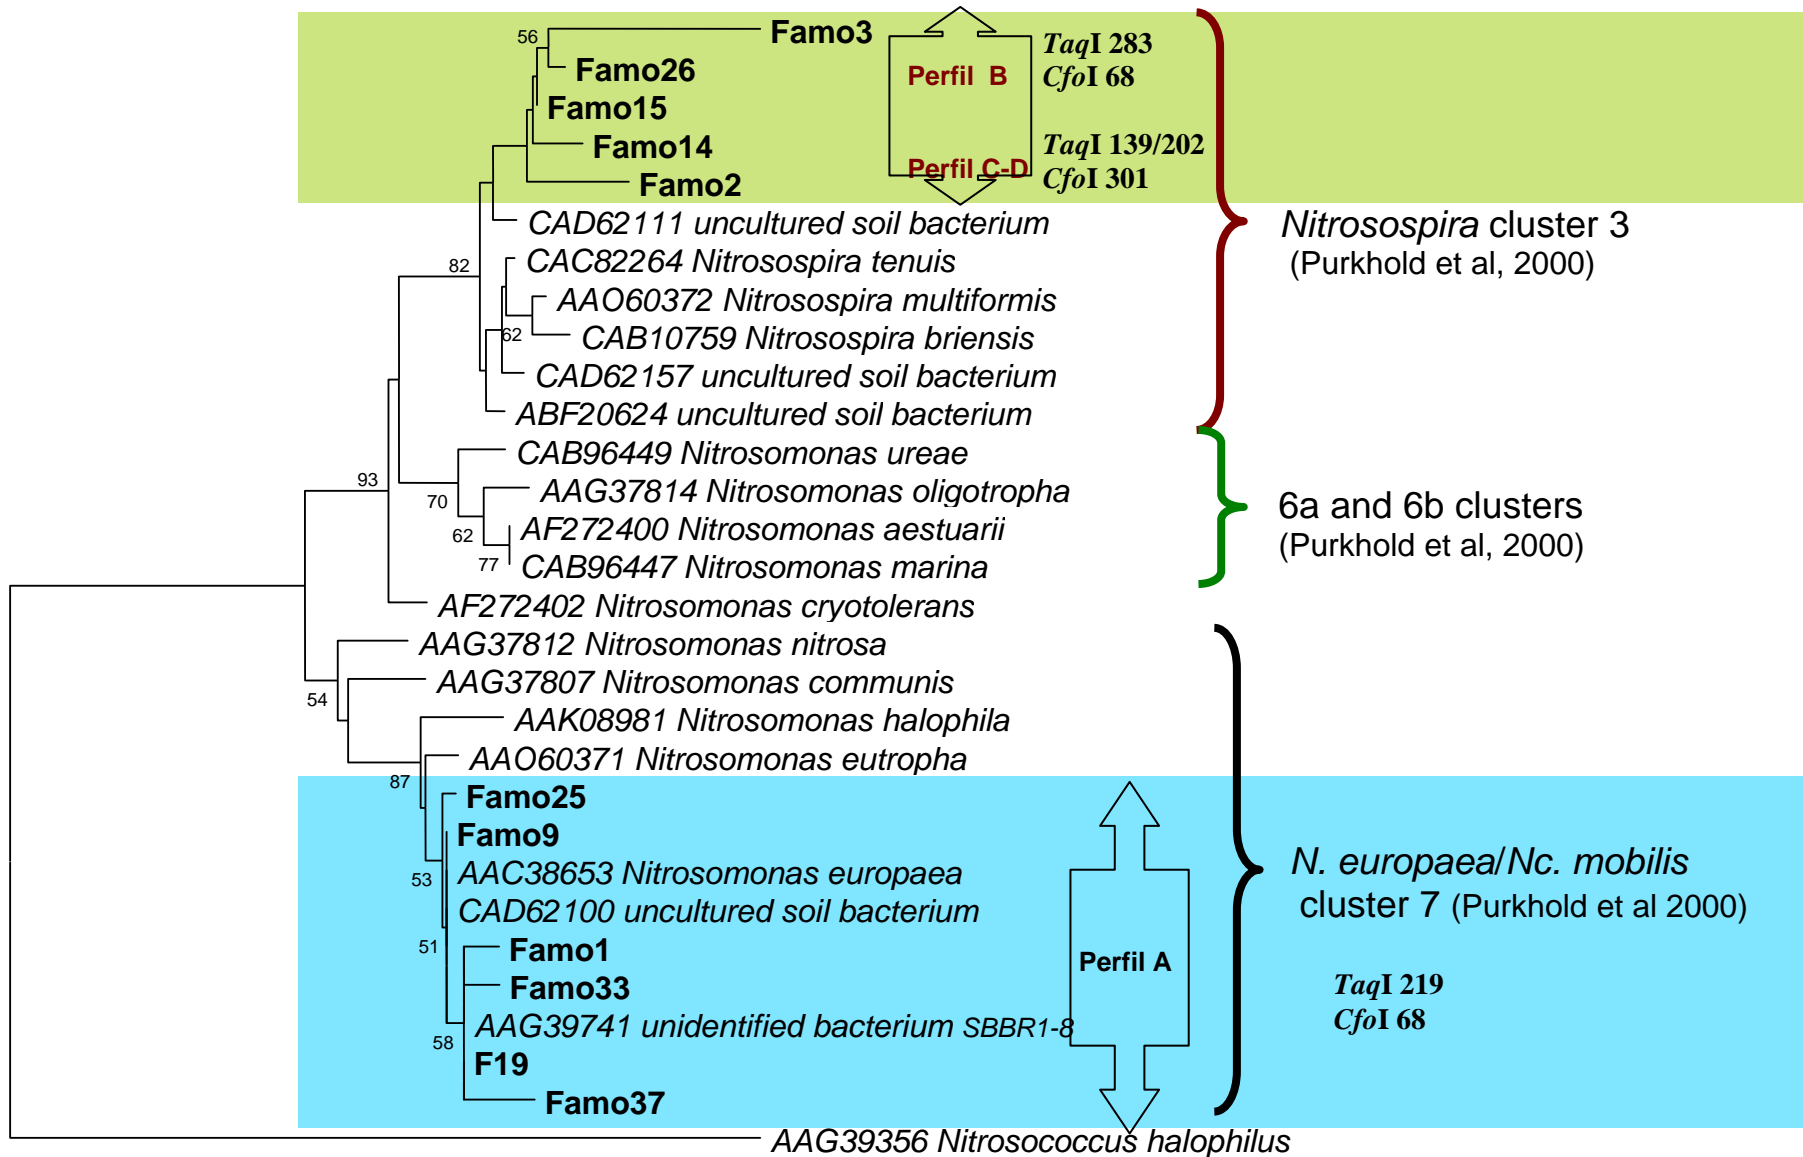 56
Famo3
Perfil B
TaqI 283
CfoI 68
Famo26
Famo15
Famo14
Perfil C-D
TaqI 139/202
CfoI 301
Famo2
CAD62111 uncultured soil bacterium
Nitrosospira cluster 3
(Purkhold et al, 2000)
82
CAC82264 Nitrosospira tenuis
AAO60372 Nitrosospira multiformis
62
CAB10759 Nitrosospira briensis
CAD62157 uncultured soil bacterium
ABF20624 uncultured soil bacterium
CAB96449 Nitrosomonas ureae
93
70
AAG37814 Nitrosomonas oligotropha
6a and 6b clusters
(Purkhold et al, 2000)
62
AF272400 Nitrosomonas aestuarii
77
CAB96447 Nitrosomonas marina
AF272402 Nitrosomonas cryotolerans
AAG37812 Nitrosomonas nitrosa
54
AAG37807 Nitrosomonas communis
AAK08981 Nitrosomonas halophila
AAO60371 Nitrosomonas eutropha
87
Famo25
Famo9
53
AAC38653 Nitrosomonas europaea
CAD62100 uncultured soil bacterium
N. europaea/Nc. mobilis
cluster 7 (Purkhold et al 2000)
51
Famo1
Perfil A
Famo33
TaqI 219
CfoI 68
AAG39741 unidentified bacterium SBBR1-8
58
F19
Famo37
AAG39356 Nitrosococcus halophilus